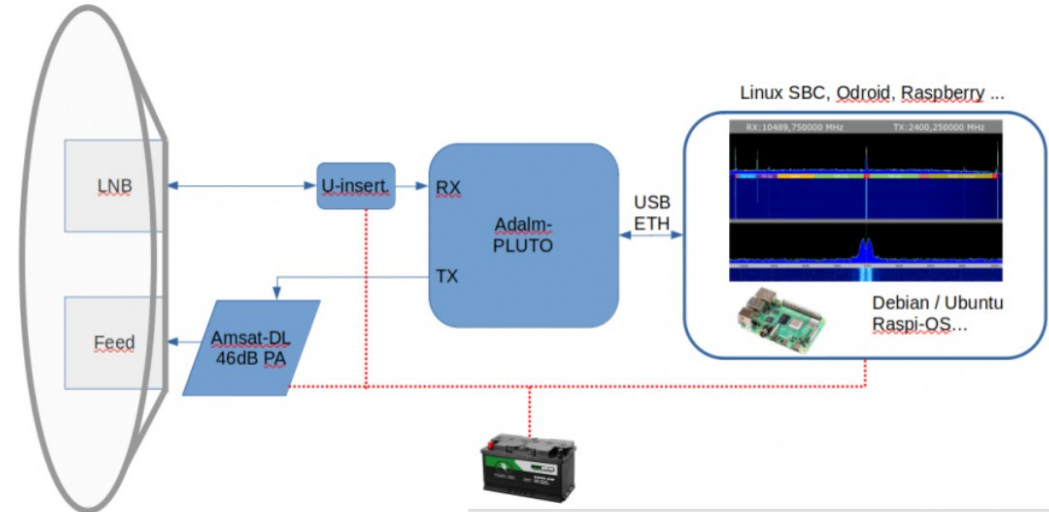 Linux SBC, Odroid, Raspberry ...
RX:10489,750000 MHz
TX:2400,250000 MHz
LNB
U-insert.
RX
Adalm-
PLUTO
TX
USB
ETH
Feed
Amsat-DL
46dB PA
Debian / Ubuntu
Raspi-OS...